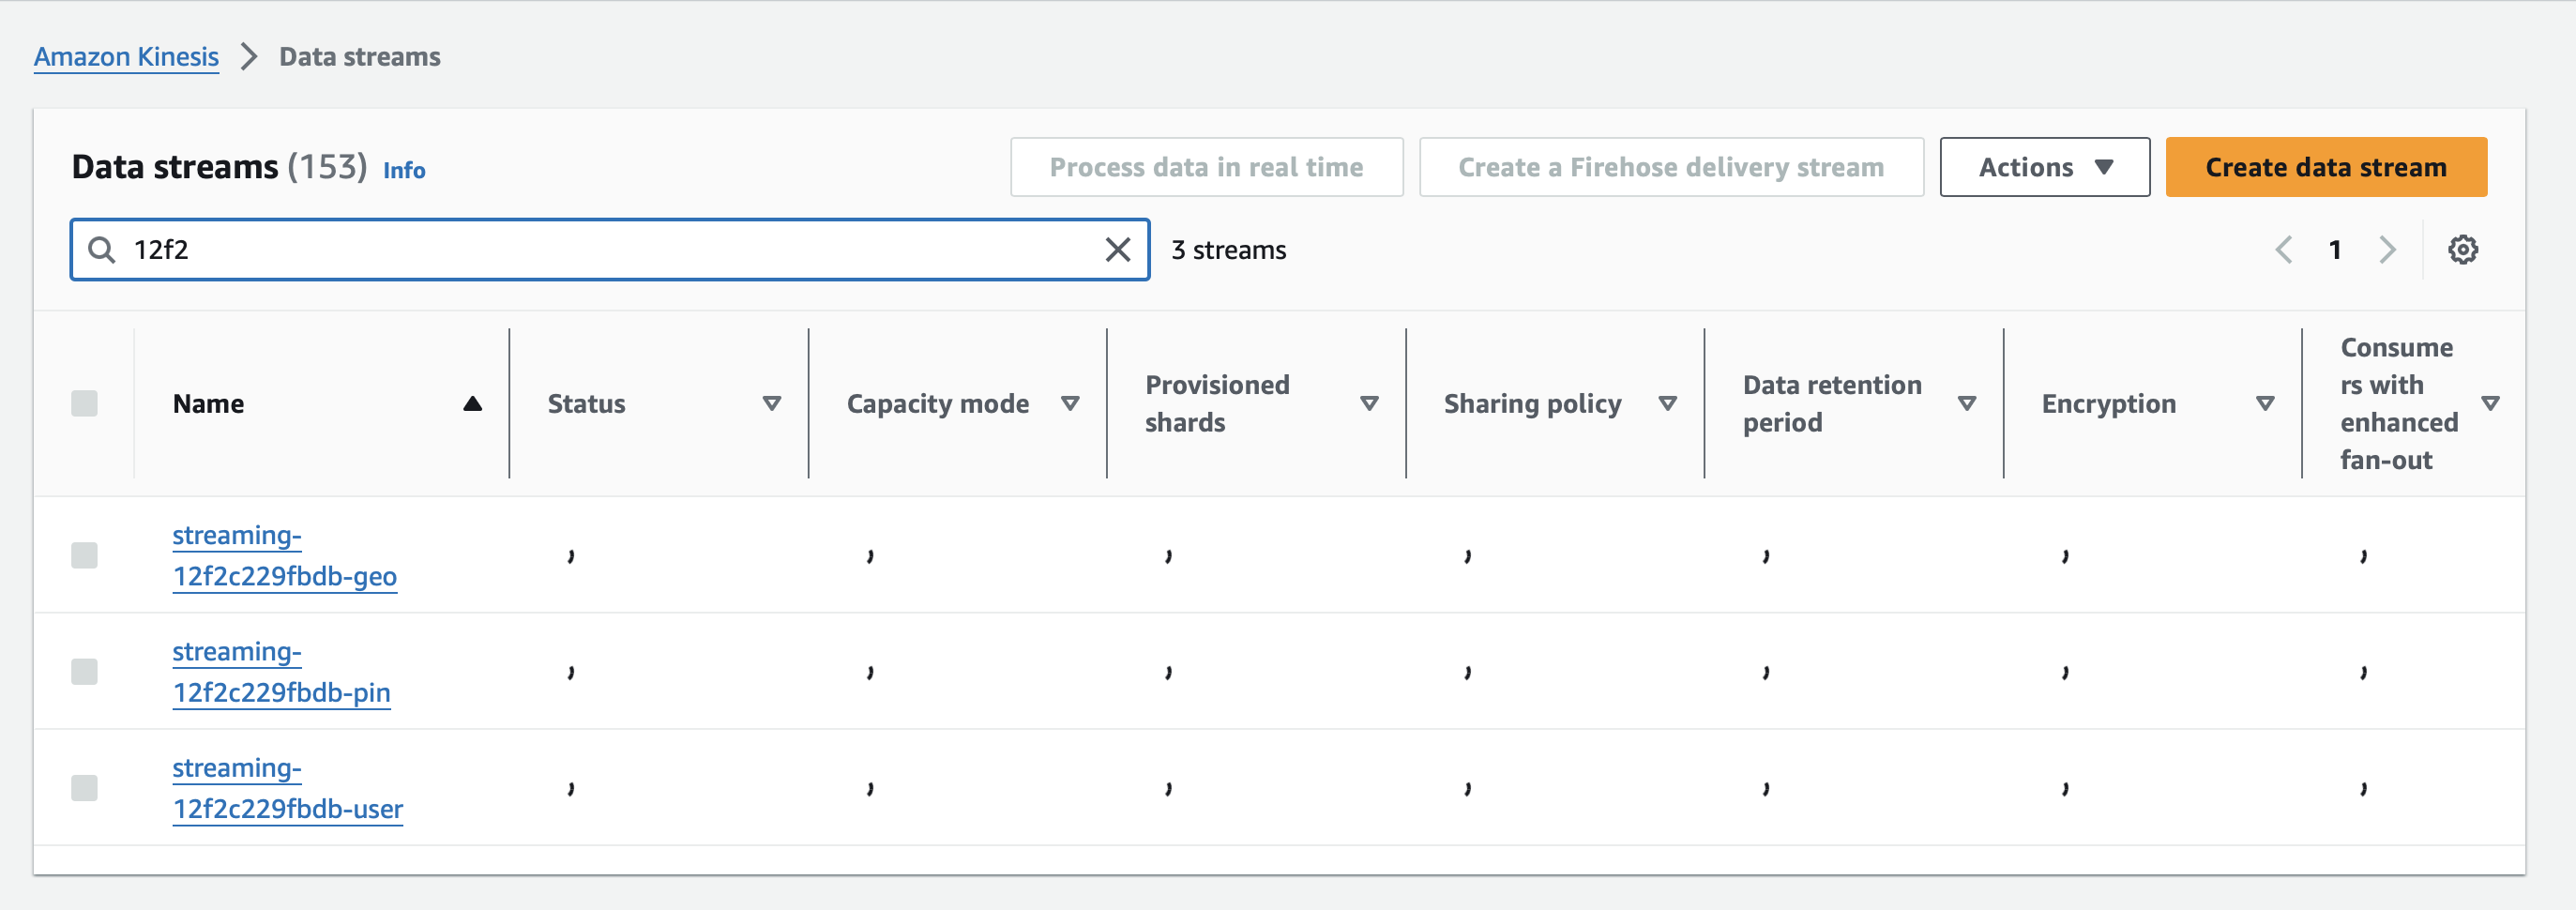 Amazon Kinesis > Data streams
Data streams (153) Info
Process data in real time
Create a Firehose delivery stream
Actions
Create data stream
12f2
3 streams
1
Name
Status
Capacity mode
Provisioned
shards
Sharing policy
Data retention
period
Encryption
Consume
rs with
enhanced
fan-out
streaming-
12f2c229fbdb-geo
streaming-
12f2c229fbdb-pin
streaming-
12f2c229fbdb-user